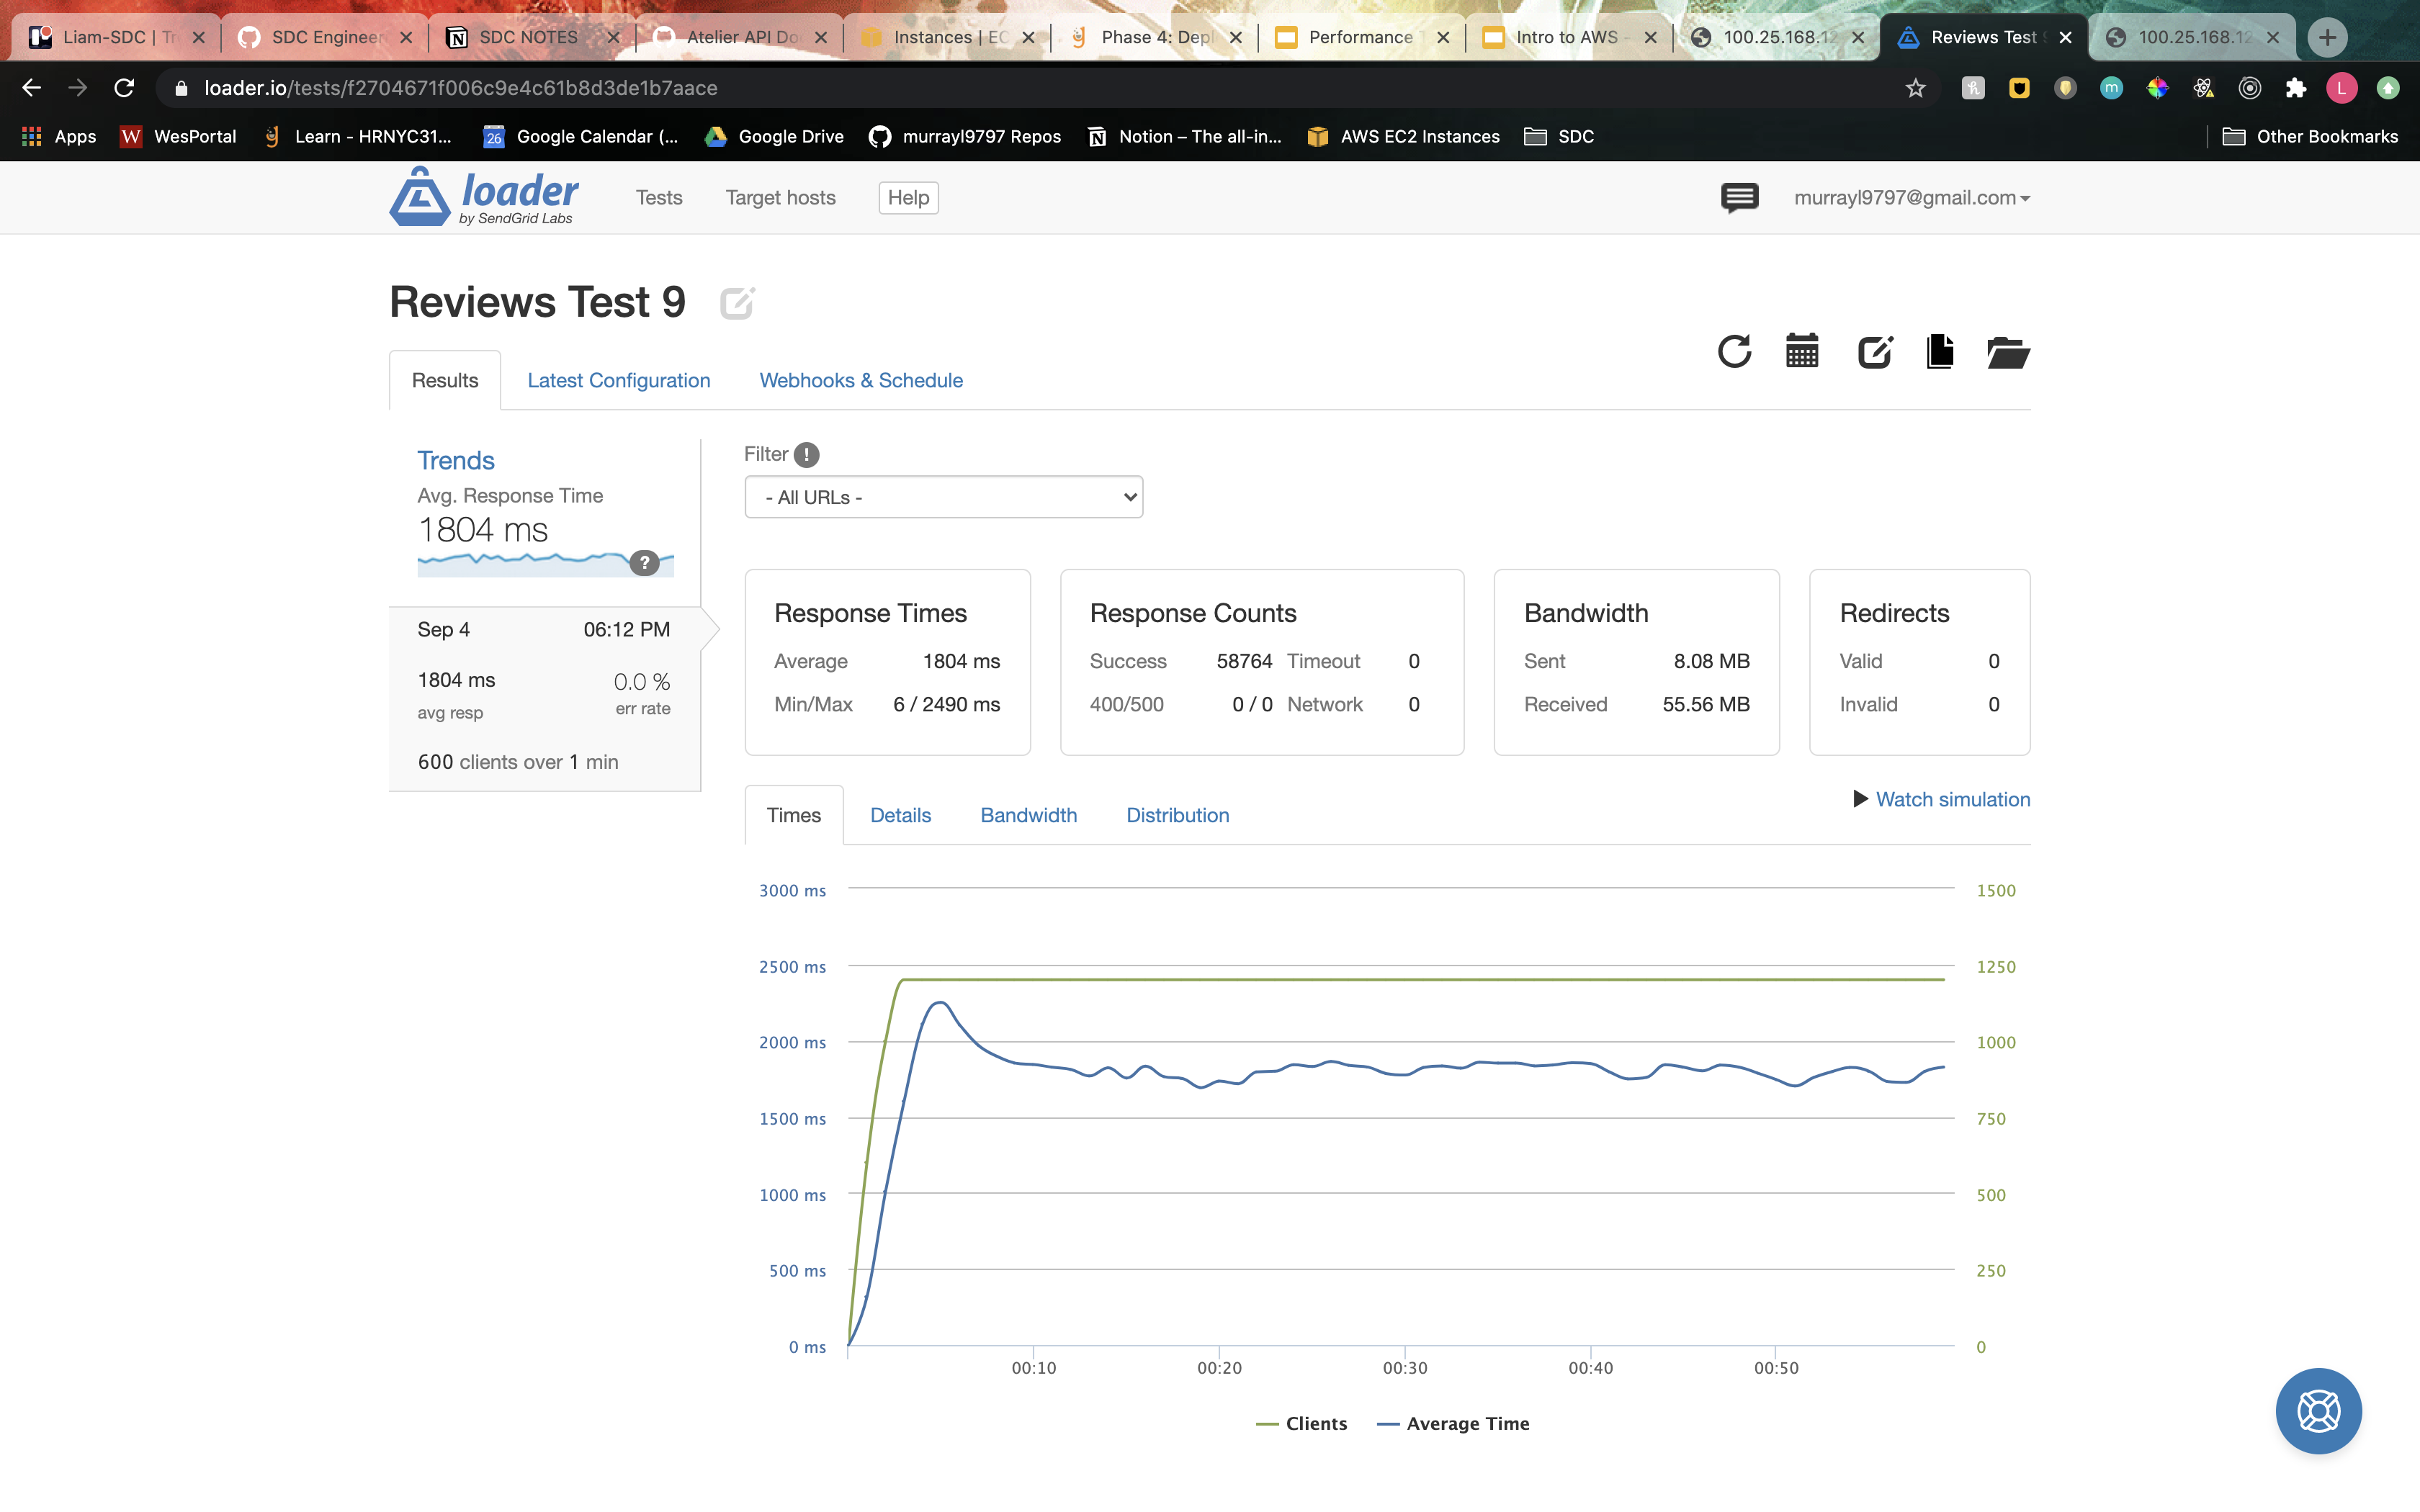 Liam-SDC | Tr
SDC Engineer
SDC NOTES
Atelier API Do
Instances | EC
Phase 4: Depl
Performance T
Intro to AWS -
100.25.168.12
Reviews Test 9
100.25.168.12
loader.io/tests/f2704671f006c9e4c61b8d3de1b7aace
Apps
WesPortal
Learn - HRNYC31...
26
Google Calendar (...
Google Drive
murrayl9797 Repos
Notion – The all-in...
AWS EC2 Instances
SDC
Other Bookmarks
loader
by SendGrid Labs
Tests
Target hosts
Help
murrayl9797@gmail.com
Reviews Test 9
Results
Latest Configuration
Webhooks & Schedule
Trends
Avg. Response Time
1804 ms
?
Sep 4 06:12 PM
1804 ms 0.0 %
avg resp err rate
600 clients over 1 min
Filter !
- All URLs -
Response Times
Average 1804 ms
Min/Max 6 / 2490 ms
Response Counts
Success 58764 Timeout 0
400/500 0 / 0 Network 0
Bandwidth
Sent 8.08 MB
Received 55.56 MB
Redirects
Valid 0
Invalid 0
Times
Details
Bandwidth
Distribution
Watch simulation
3000 ms 1500
2500 ms 1250
2000 ms 1000
1500 ms 750
1000 ms 500
500 ms 250
0 ms 0
00:10 00:20 00:30 00:40 00:50
Clients Average Time